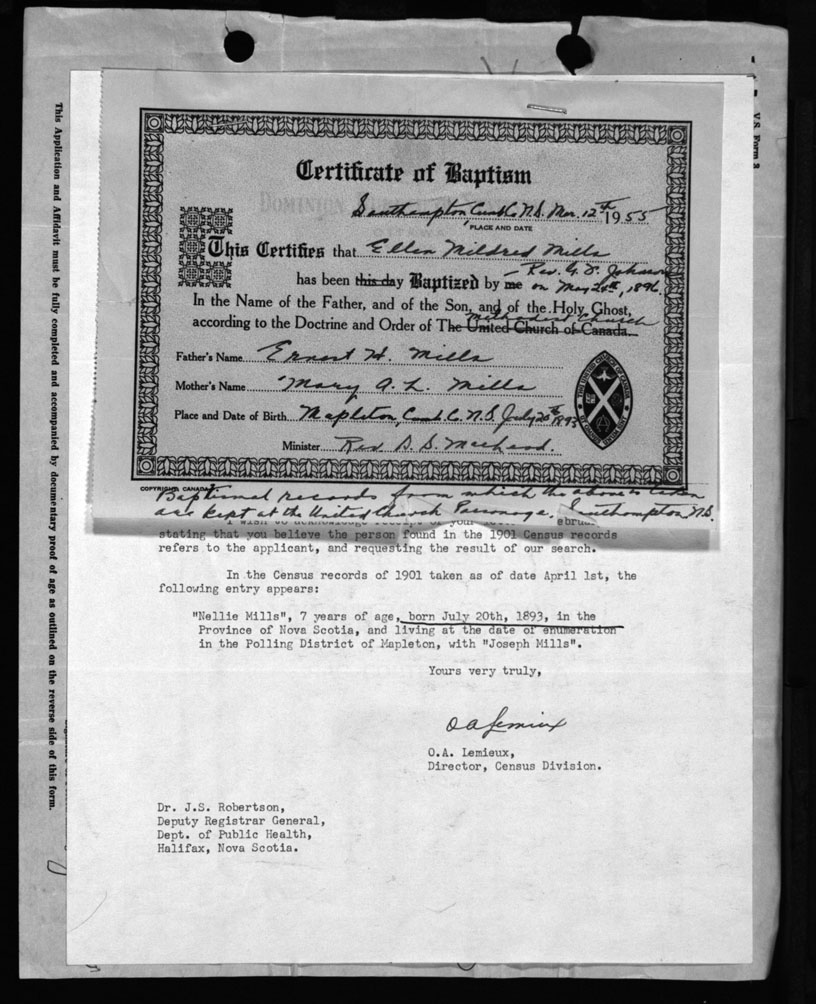 V.S. Form 3
This Application and Affidavit must be fully completed and accompanied by documentary proof of age as outlined on the reverse side of this form.
Certificate of Baptism
DOMINION
Southampton, Cumb Co N.S. Mar. 12th 1955
PLACE AND DATE
This Certifies that Ellen Mildred Mills
has been this day Baptized by me – Rev. G. F. Johnson on May 24th, 1896.
In the Name of the Father, and of the Son, and of the Holy Ghost,
according to the Doctrine and Order of The United Church of Canada. Methodist Church
Father's Name Ernest H. Mills
Mother's Name Mary A. L. Mills
Place and Date of Birth Mapleton, Cumb. Co. N.S. July 20th 1893
Minister Rev. MacLeod.
COPYRIGHT, CANADA
Baptismal records from which the above is taken
are kept at the United Church Parsonage, Southampton, N.S.
I wish to acknowledge receipt of your
stating that you believe the person found in the 1901 Census records
refers to the applicant, and requesting the result of our search.
In the Census records of 1901 taken as of date April 1st, the
following entry appears:
"Nellie Mills", 7 years of age, born July 20th, 1893, in the
Province of Nova Scotia, and living at the date of enumeration
in the Polling District of Mapleton, with "Joseph Mills".
Yours very truly,
O A Lemieux
O.A. Lemieux,
Director, Census Division.
Dr. J.S. Robertson,
Deputy Registrar General,
Dept. of Public Health,
Halifax, Nova Scotia.